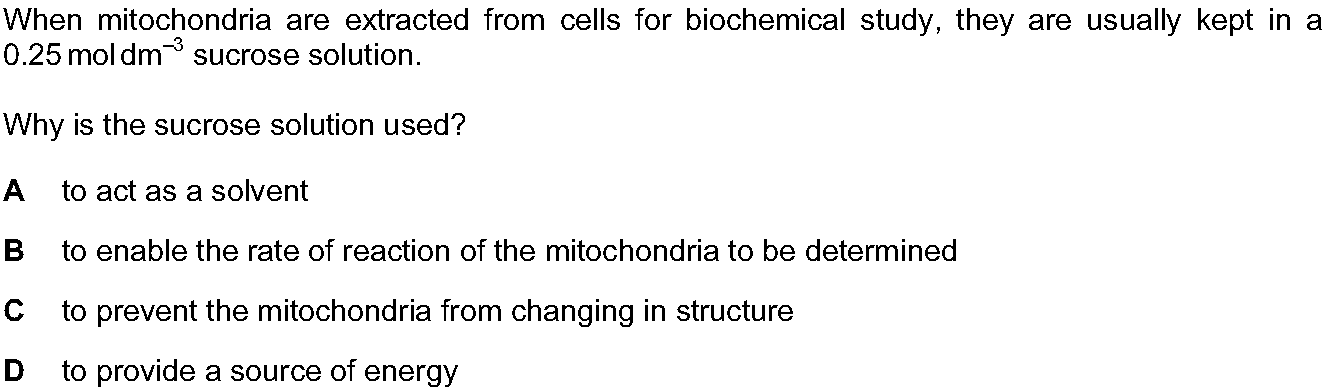 When mitochondria are extracted from cells for biochemical study, they are usually kept in a
0.25 mol dm⁻³ sucrose solution.
Why is the sucrose solution used?
A to act as a solvent
B to enable the rate of reaction of the mitochondria to be determined
C to prevent the mitochondria from changing in structure
D to provide a source of energy